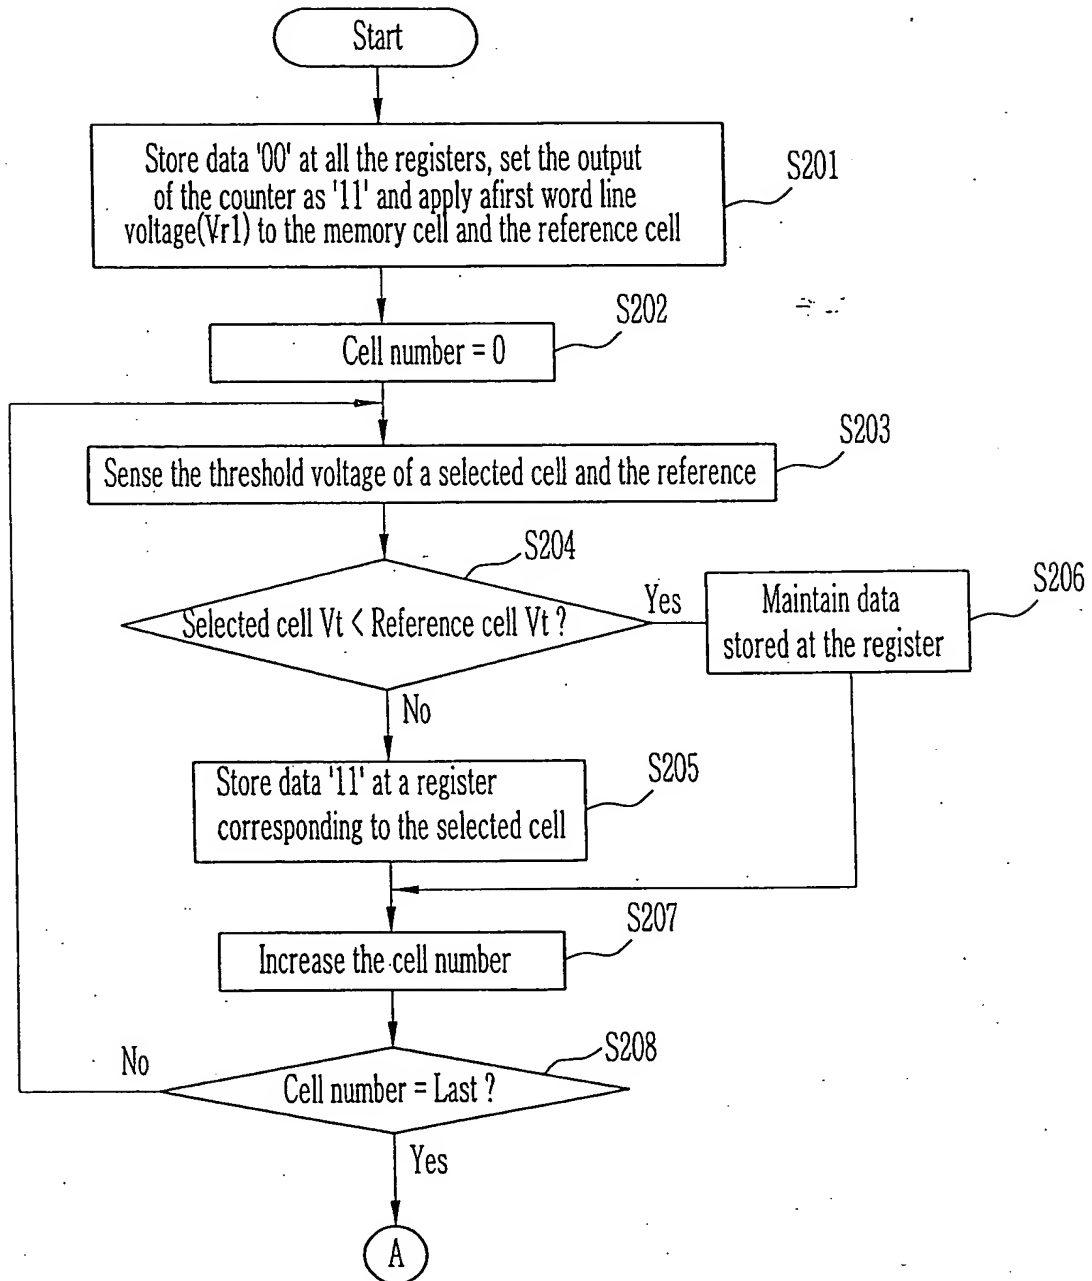 Start
Store data '00' at all the registers, set the output
of the counter as '11' and apply afirst word line
voltage(Vr1) to the memory cell and the reference cell
S201
S202
Cell number = 0
S203
Sense the threshold voltage of a selected cell and the reference
S204
Selected cell Vt < Reference cell Vt ?
Yes
Maintain data
stored at the register
S206
No
Store data '11' at a register
corresponding to the selected cell
S205
S207
Increase the cell number
No
S208
Cell number = Last ?
Yes
A